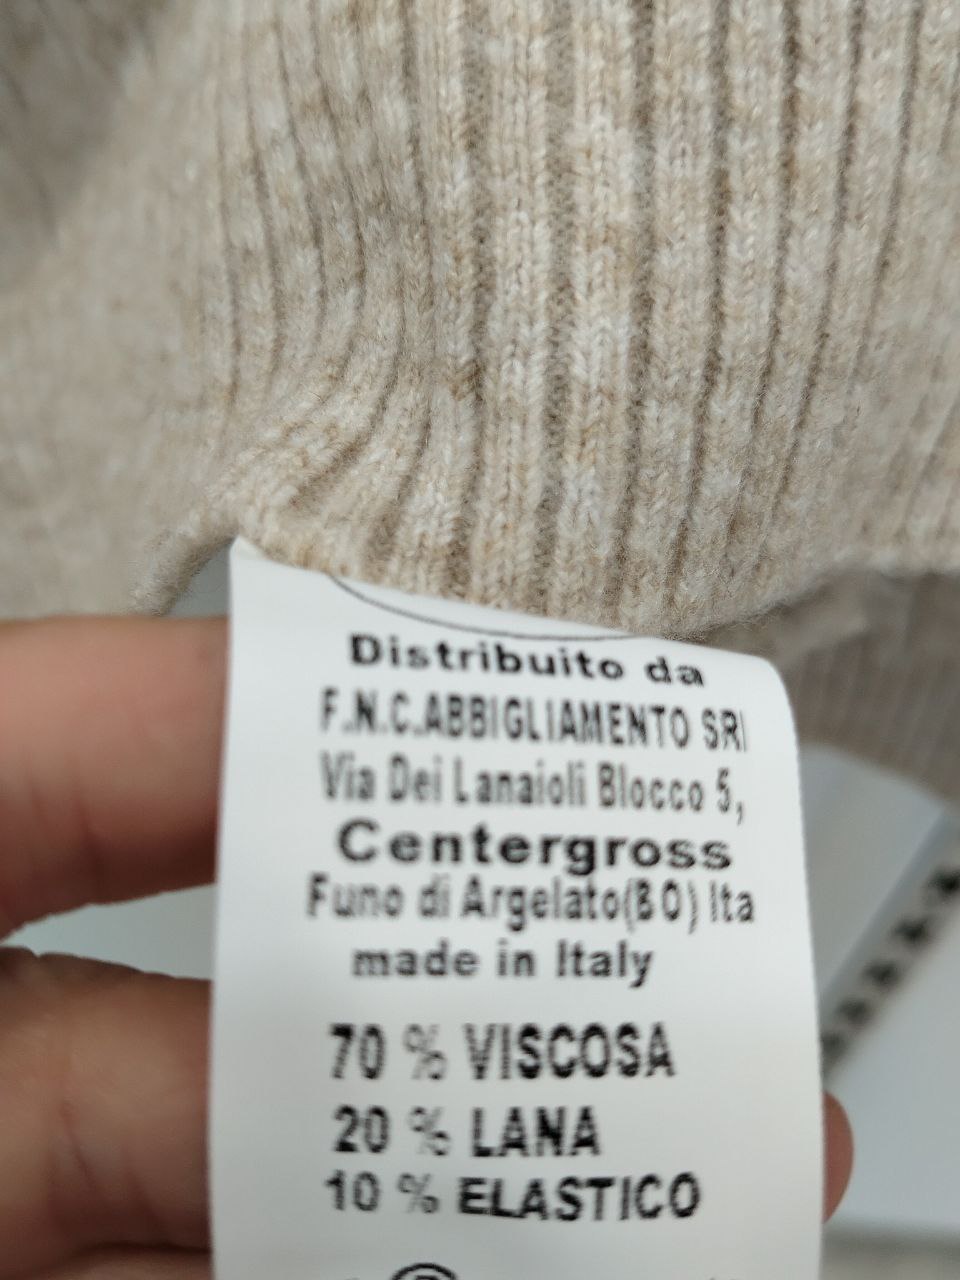 Distribuito da
F.N.C.ABBIGLIAMENTO SRl
Via Dei Lanaioli Blocco 5,
Centergross
Funo di Argelato(BO) Ita
made in Italy
70 % VISCOSA
20 % LANA
10 % ELASTICO